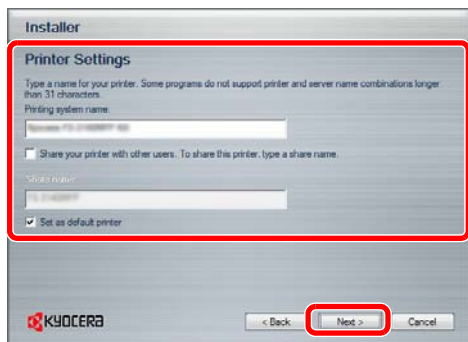 Installer
Printer Settings
Type a name for your printer. Some programs do not support printer and server name combinations longer
than 31 characters.
Printing system name:
Share your printer with other users. To share this printer, type a share name.
Share name:
Set as default printer
KYOCERA
< Back
Next >
Cancel